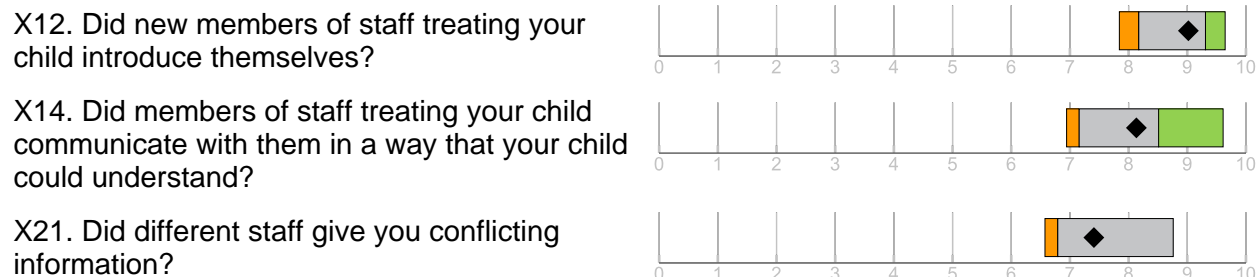 X12. Did new members of staff treating your
child introduce themselves?
0 1 2 3 4 5 6 7 8 9 10
X14. Did members of staff treating your child
communicate with them in a way that your child
could understand?
0 1 2 3 4 5 6 7 8 9 10
X21. Did different staff give you conflicting
information?
0 1 2 3 4 5 6 7 8 9 10